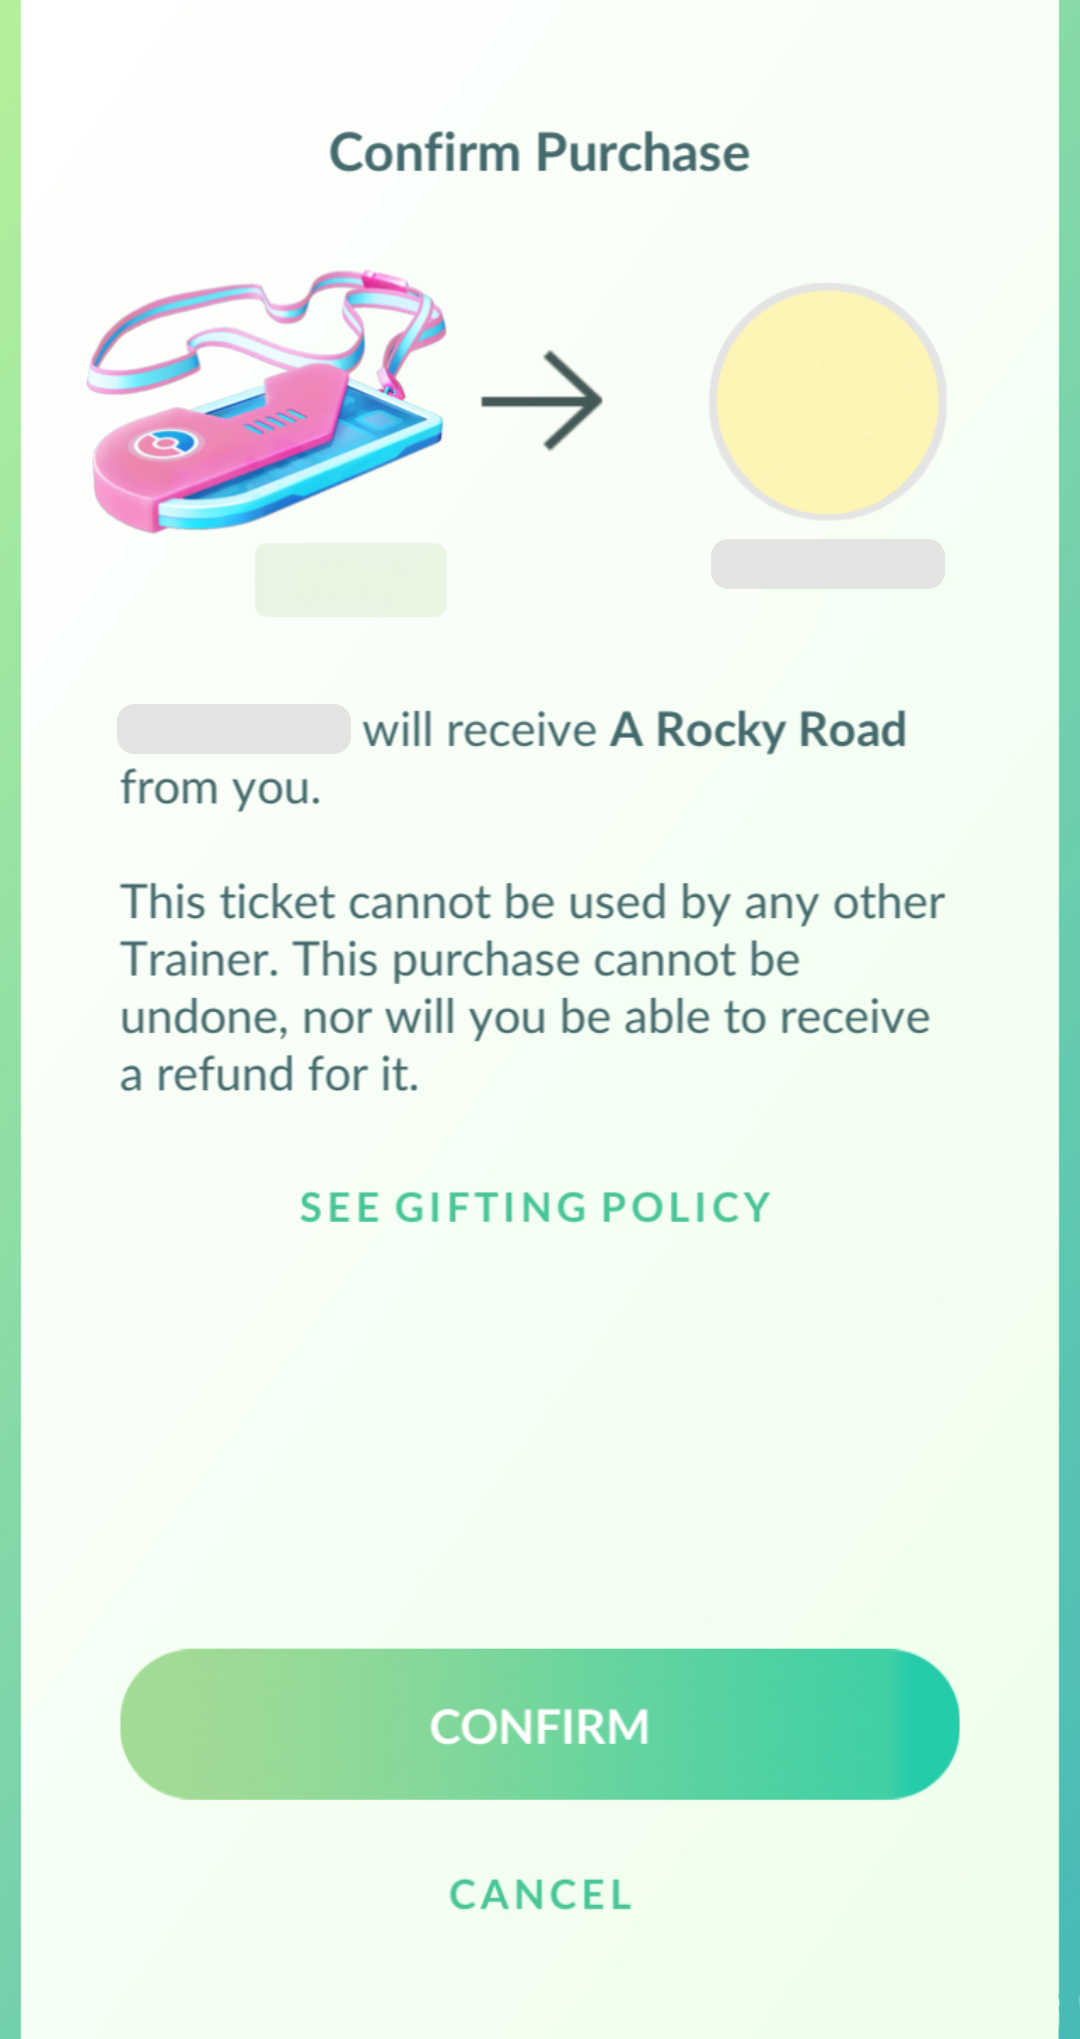 Confirm Purchase
will receive A Rocky Road
from you.
This ticket cannot be used by any other
Trainer. This purchase cannot be
undone, nor will you be able to receive
a refund for it.
SEE GIFTING POLICY
CONFIRM
CANCEL